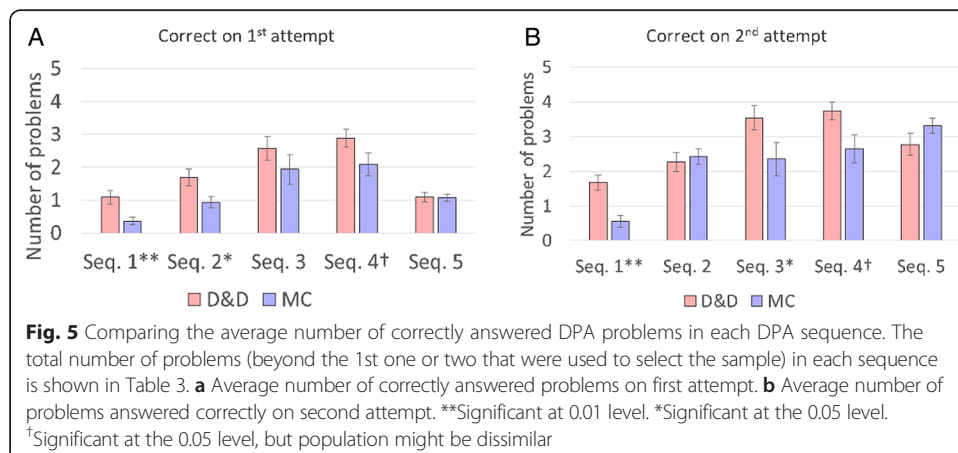 A
Correct on 1st attempt
Number of problems
5
4
3
2
1
0
Seq. 1** Seq. 2* Seq. 3 Seq. 4† Seq. 5
D&D MC
B
Correct on 2nd attempt
Number of problems
5
4
3
2
1
0
Seq. 1** Seq. 2 Seq. 3* Seq. 4† Seq. 5
D&D MC
Fig. 5 Comparing the average number of correctly answered DPA problems in each DPA sequence. The
total number of problems (beyond the 1st one or two that were used to select the sample) in each sequence
is shown in Table 3. a Average number of correctly answered problems on first attempt. b Average number of
problems answered correctly on second attempt. **Significant at 0.01 level. *Significant at the 0.05 level.
†Significant at the 0.05 level, but population might be dissimilar